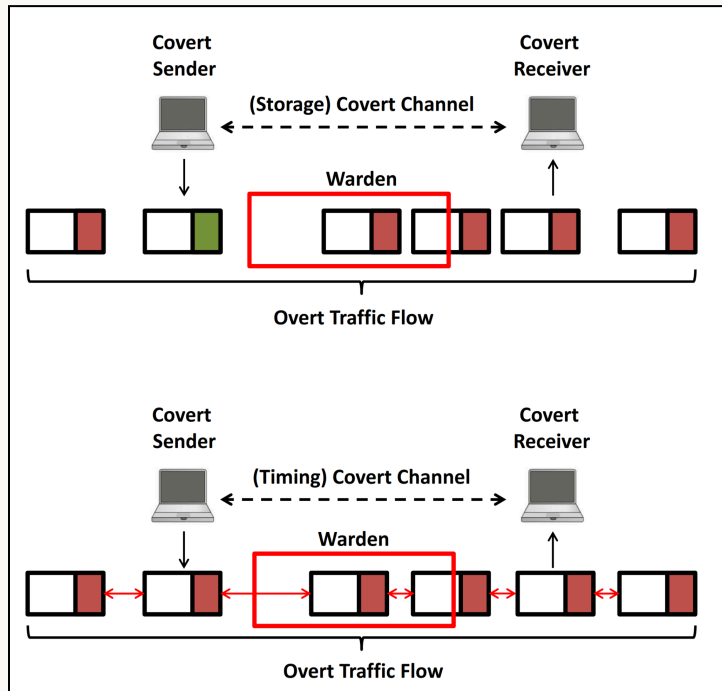 Covert
Sender
Covert
Receiver
(Storage) Covert Channel
Warden
Overt Traffic Flow
Covert
Sender
Covert
Receiver
(Timing) Covert Channel
Warden
Overt Traffic Flow